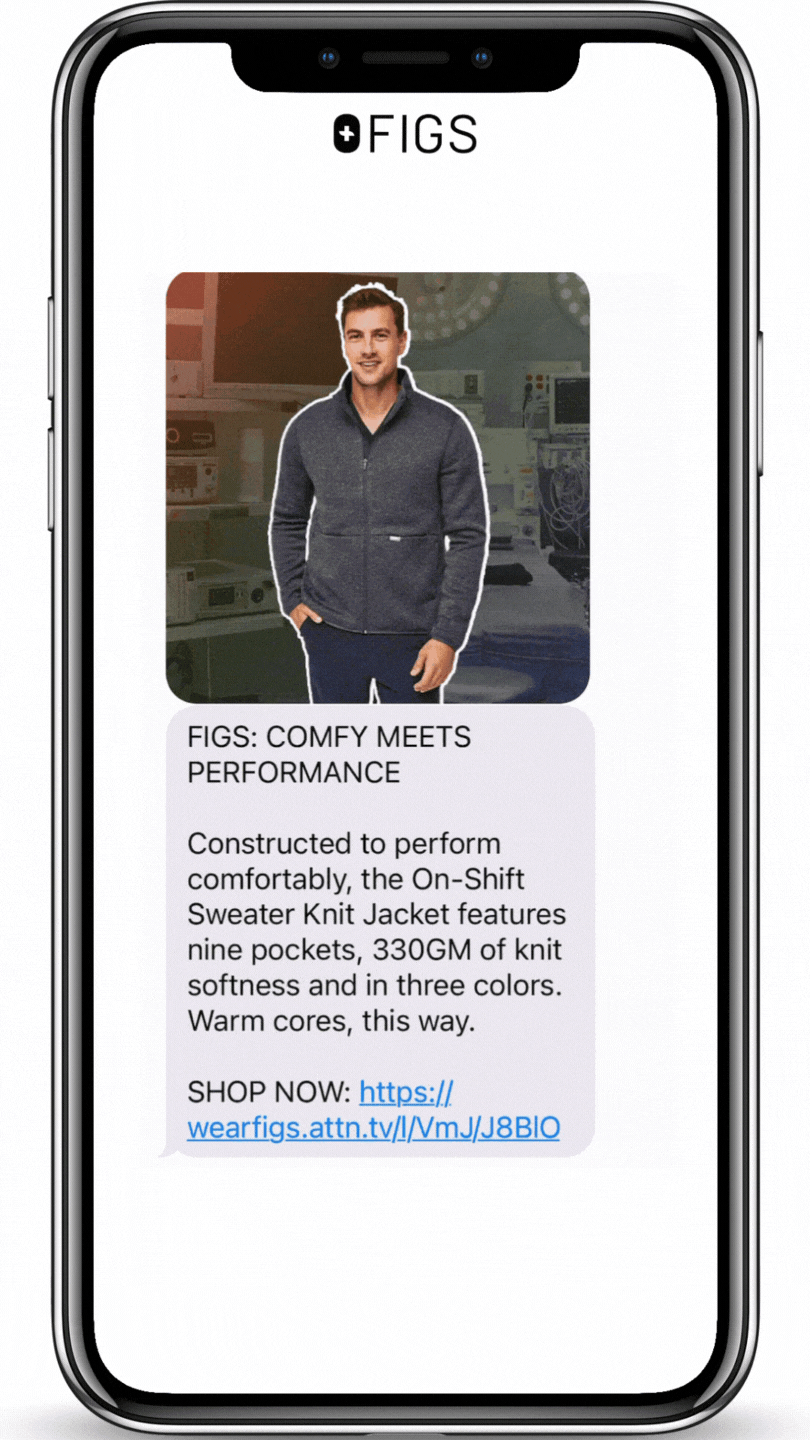 FIGS
FIGS: COMFY MEETS
PERFORMANCE
Constructed to perform
comfortably, the On-Shift
Sweater Knit Jacket features
nine pockets, 330GM of knit
softness and in three colors.
Warm cores, this way.
SHOP NOW: https://
wearfigs.attn.tv/l/VmJ/J8BlO